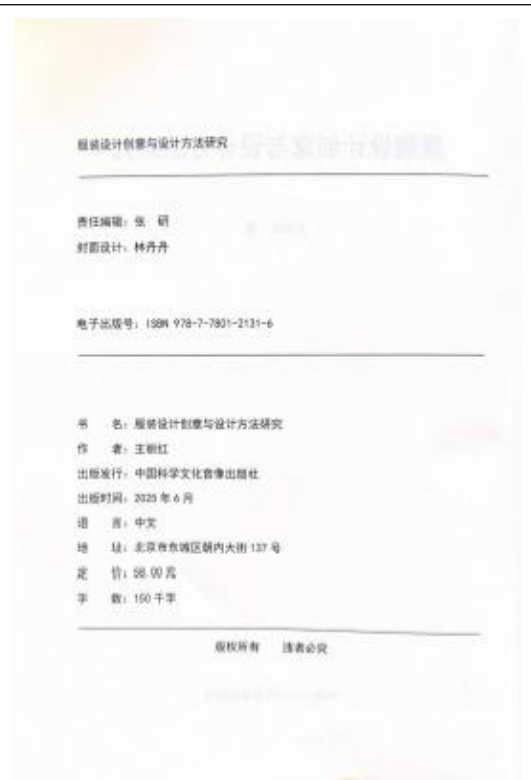 服装设计创意与设计方法研究
责任编辑：张 研
封面设计：林丹丹
电子出版号：ISBN 978-7-7801-2131-6
书 名：服装设计创意与设计方法研究
作 者：王丽红
出版发行：中国科学文化音像出版社
出版时间：2025 年 6 月
语 言：中文
地 址：北京市东城区朝内大街 137 号
定 价：58.00 元
字 数：150 千字
版权所有 违者必究